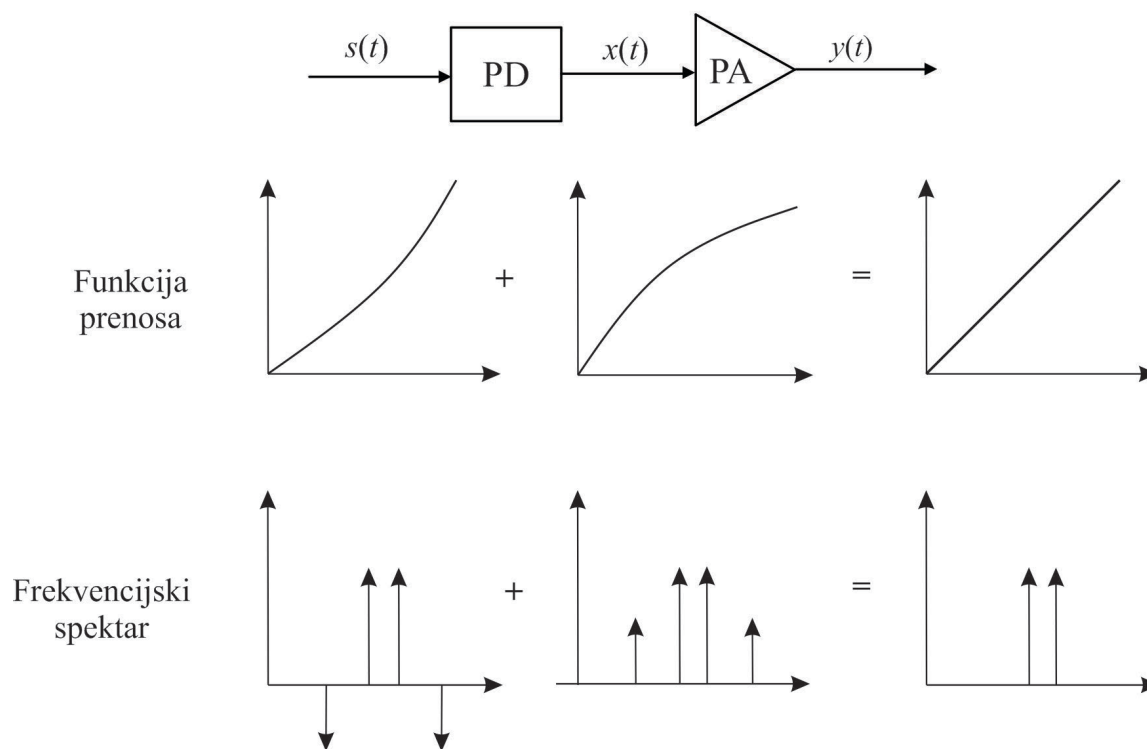 s(t)
PD
x(t)
PA
y(t)
Funkcija
prenosa
+
=
Frekvencijski
spektar
+
=